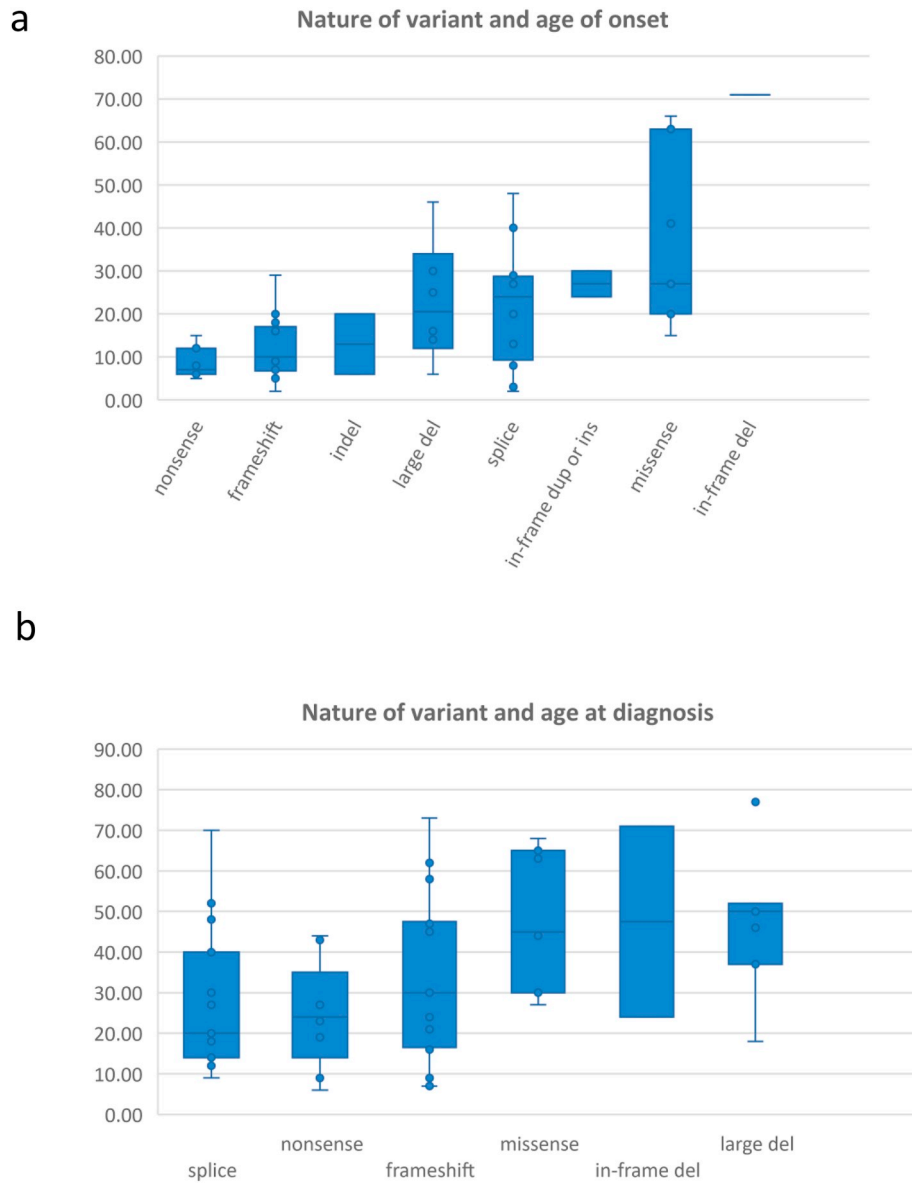 a
Nature of variant and age of onset
80.00
70.00
60.00
50.00
40.00
30.00
20.00
10.00
0.00
nonsense
frameshift
indel
large del
splice
in-frame dup or ins
missense
in-frame del
b
Nature of variant and age at diagnosis
90.00
80.00
70.00
60.00
50.00
40.00
30.00
20.00
10.00
0.00
splice
nonsense
frameshift
missense
in-frame del
large del